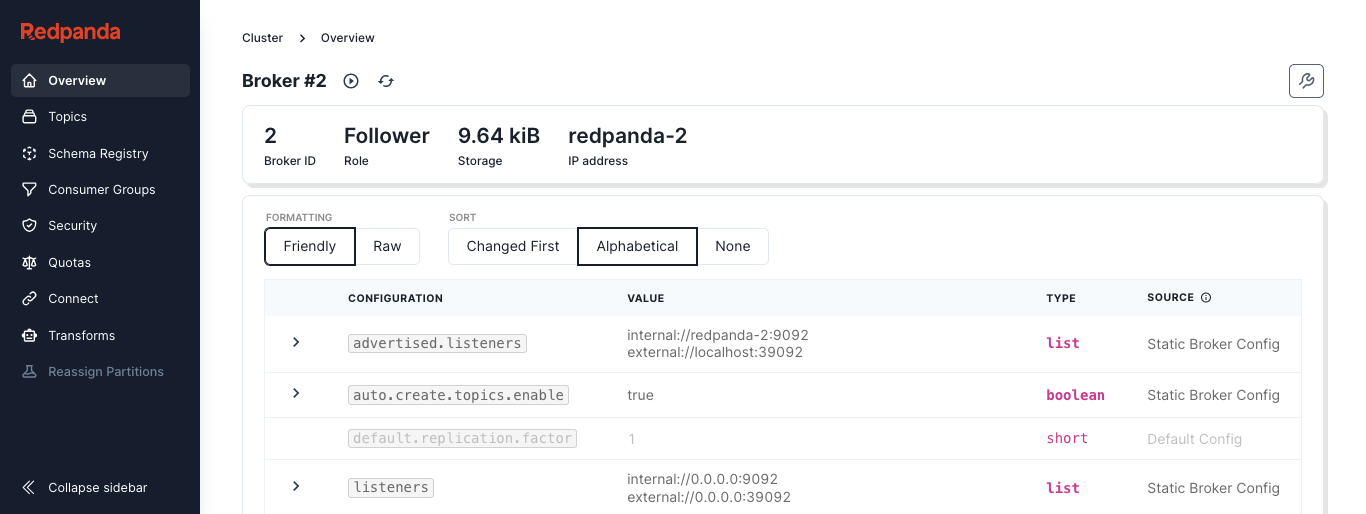 Redpanda
Overview
Topics
Schema Registry
Consumer Groups
Security
Quotas
Connect
Transforms
Reassign Partitions
Collapse sidebar
Cluster > Overview
Broker #2
2 Follower 9.64 kiB redpanda-2
Broker ID Role Storage IP address
FORMATTING SORT
Friendly Raw Changed First Alphabetical None
CONFIGURATION VALUE TYPE SOURCE
advertised.listeners internal://redpanda-2:9092 list Static Broker Config
external://localhost:39092
auto.create.topics.enable true boolean Static Broker Config
default.replication.factor 1 short Default Config
listeners internal://0.0.0.0:9092 list Static Broker Config
external://0.0.0.0:39092